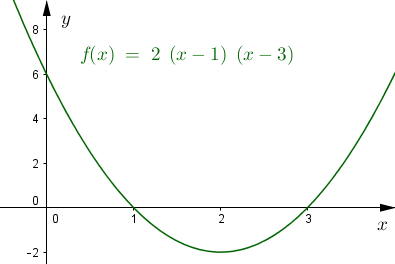 y
8
f(x) = 2 (x − 1) (x − 3)
6
4
2
0
0 1 2 3
x
−2